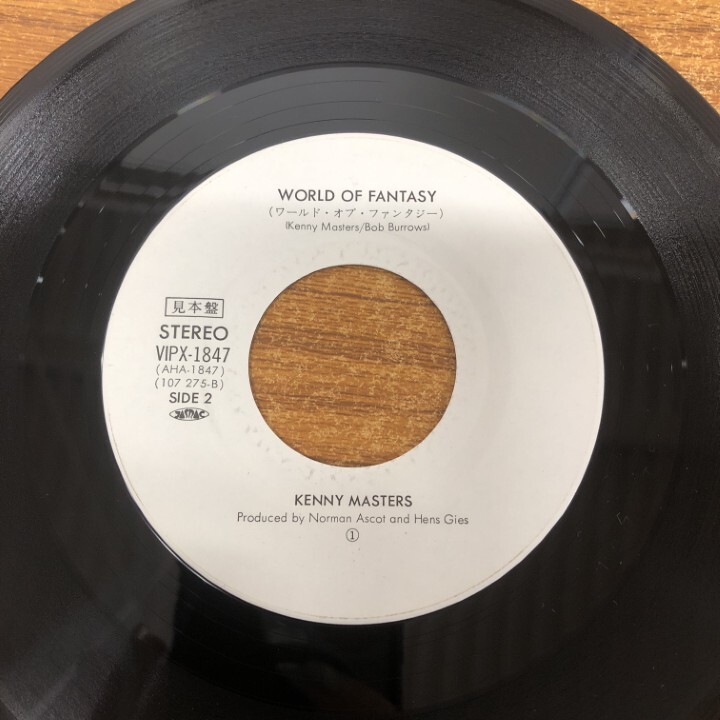 WORLD OF FANTASY
(ワールド・オブ・ファンタジー)
(Kenny Masters/Bob Burrows)
見本盤
STEREO
VIPX-1847
(AHA-1847)
(107 275-B)
SIDE 2
KENNY MASTERS
Produced by Norman Ascot and Hens Gies
①